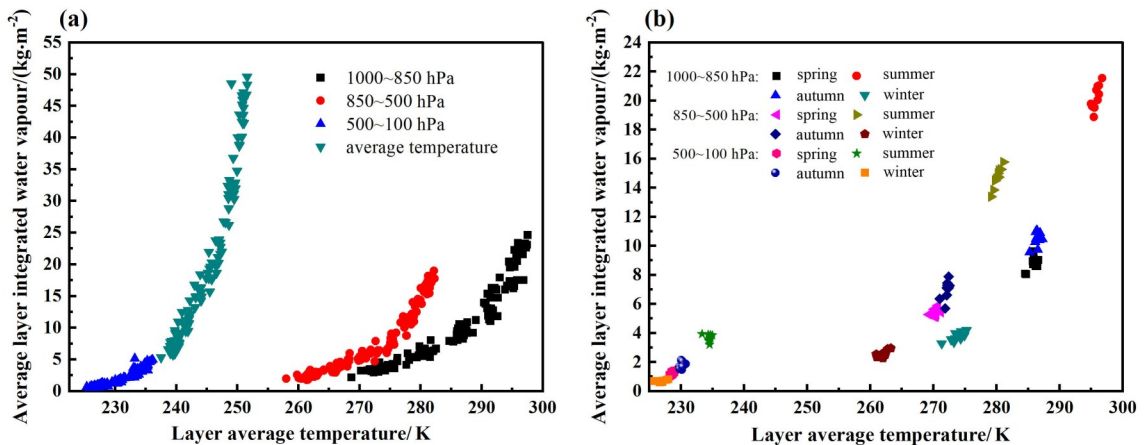 (a)
Average layer integrated water vapour/(kg·m-2)
55
50
45
40
35
30
25
20
15
10
5
0
1000~850 hPa
850~500 hPa
500~100 hPa
average temperature
230 240 250 260 270 280 290 300
Layer average temperature/ K
(b)
Average layer integrated water vapour/(kg·m-2)
24
22
20
18
16
14
12
10
8
6
4
2
0
1000~850 hPa: spring summer
autumn winter
850~500 hPa: spring summer
autumn winter
500~100 hPa: spring summer
autumn winter
230 240 250 260 270 280 290 300
Layer average temperature/ K